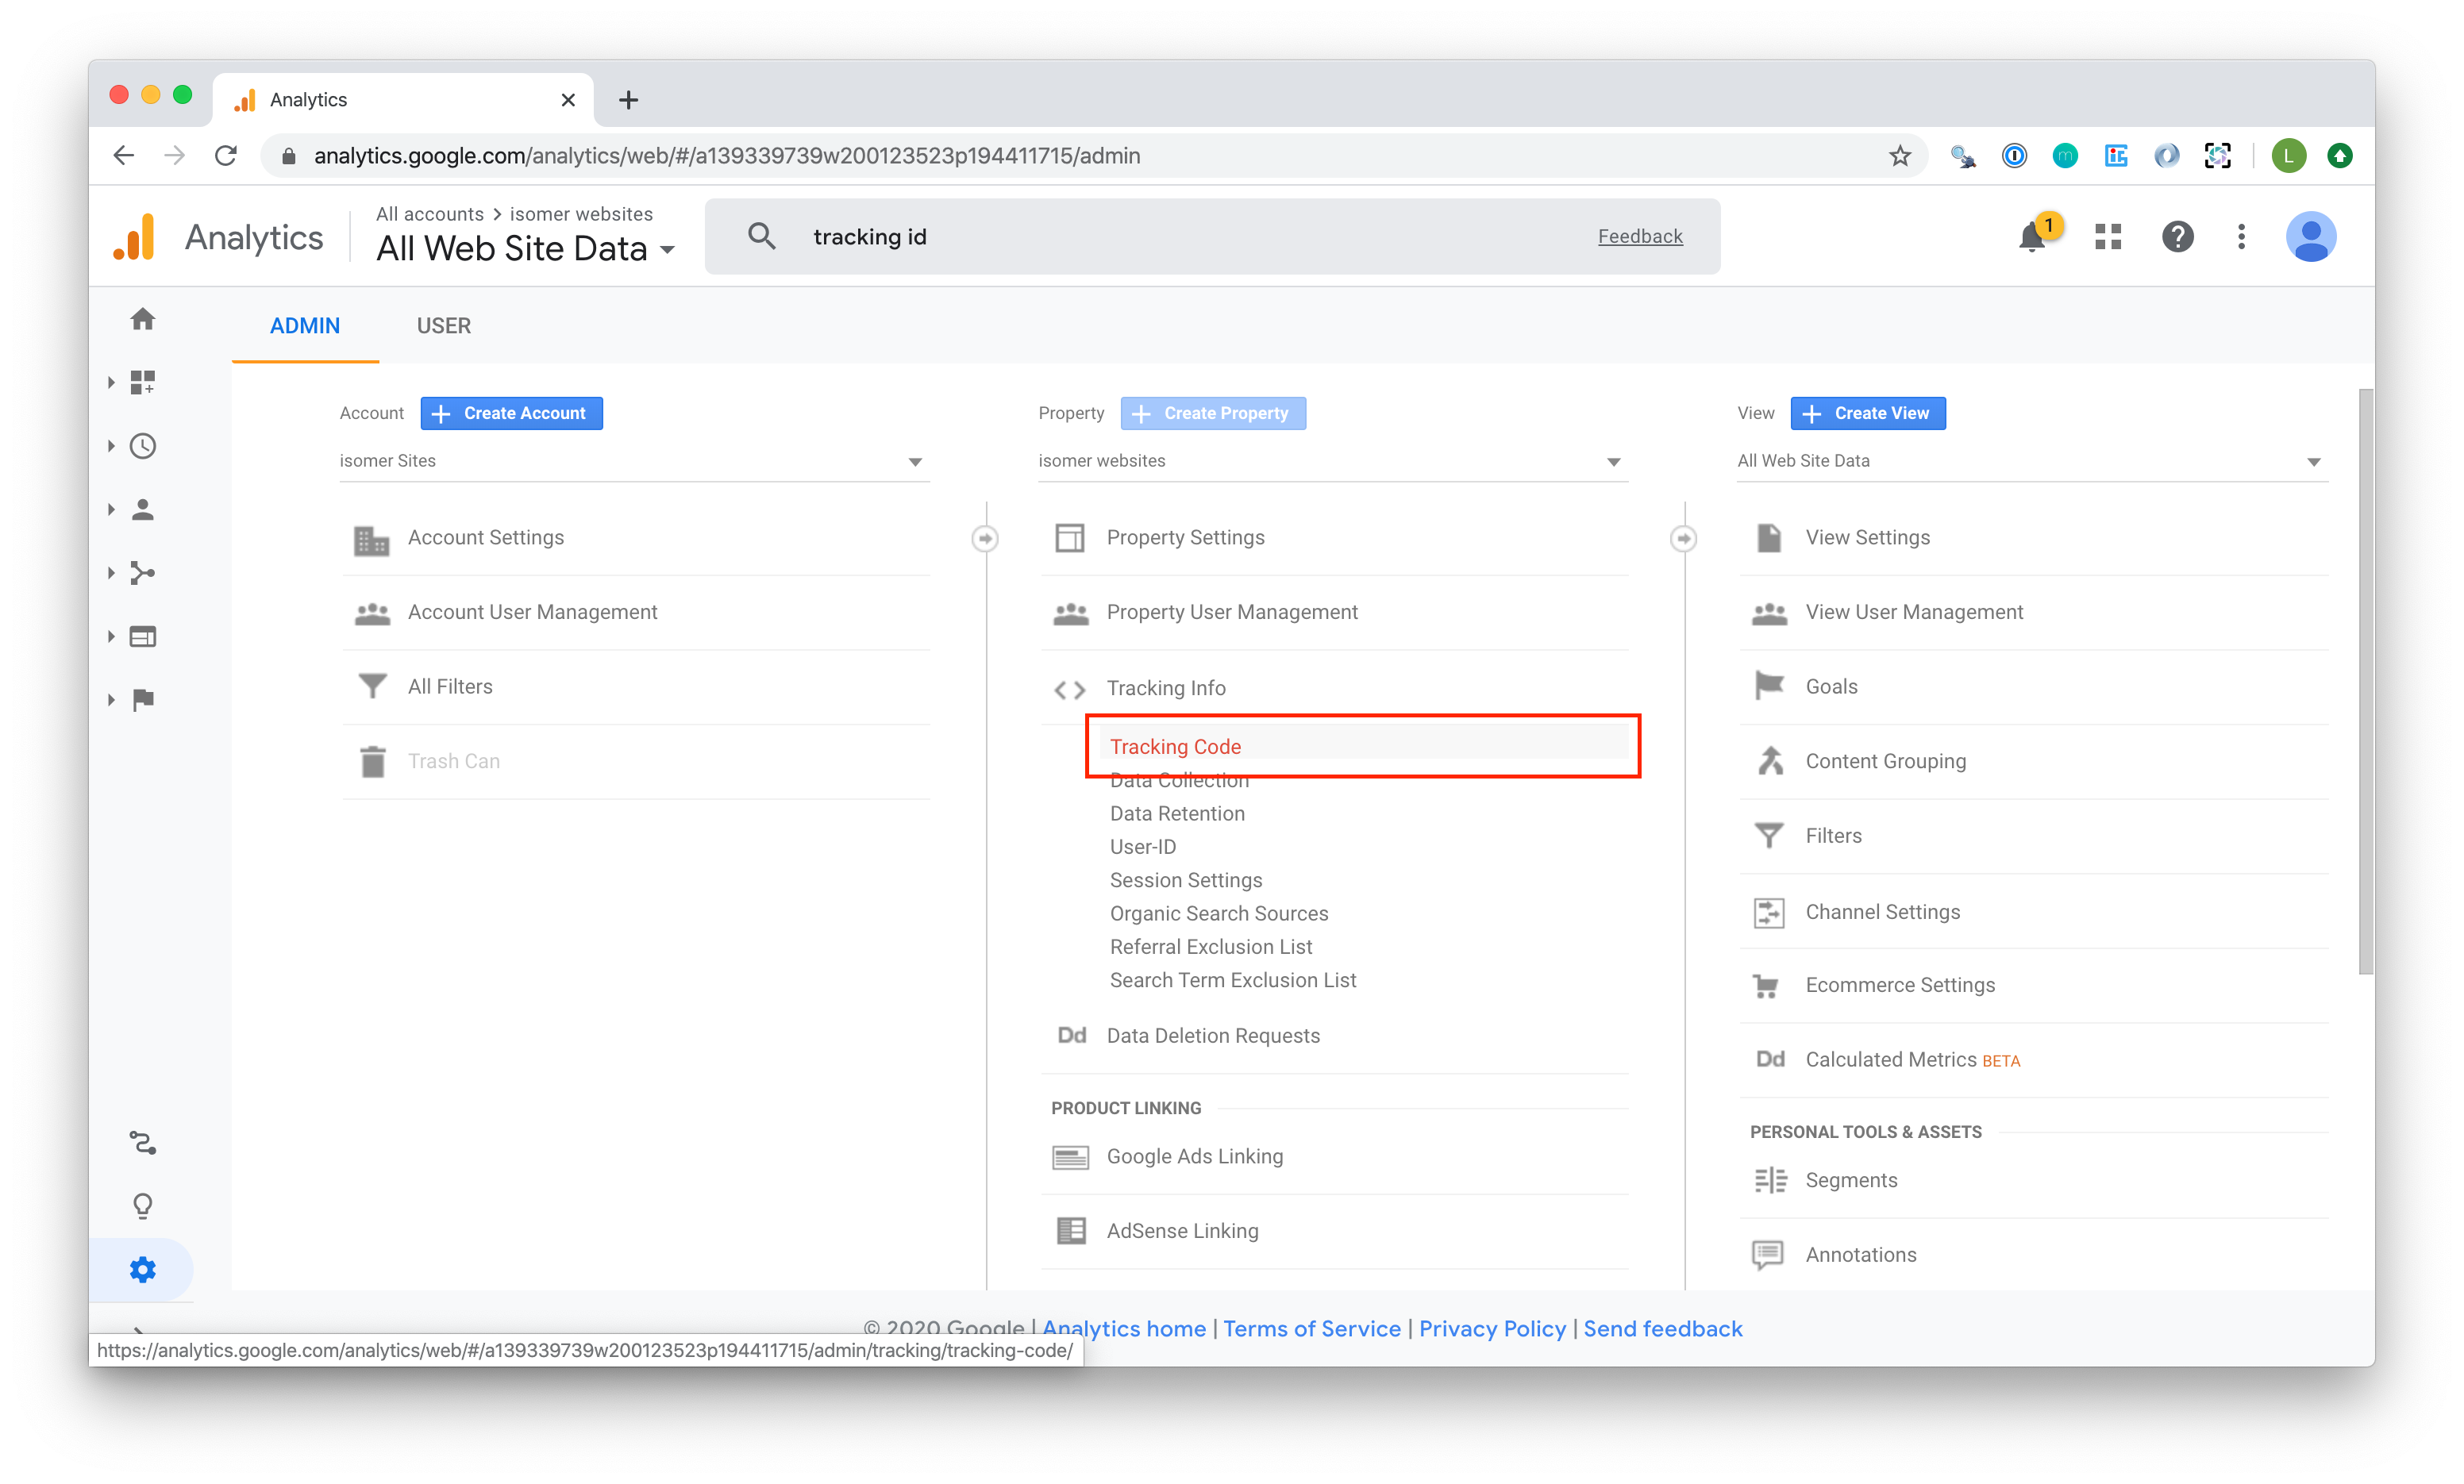 Analytics
analytics.google.com/analytics/web/#/a139339739w200123523p194411715/admin
L
Analytics
All accounts > isomer websites
All Web Site Data
tracking id
Feedback
1
ADMIN
USER
Account
+ Create Account
isomer Sites
Account Settings
Account User Management
All Filters
Trash Can
Property
+ Create Property
isomer websites
Property Settings
Property User Management
Tracking Info
Tracking Code
Data Collection
Data Retention
User-ID
Session Settings
Organic Search Sources
Referral Exclusion List
Search Term Exclusion List
Dd Data Deletion Requests
PRODUCT LINKING
Google Ads Linking
AdSense Linking
View
+ Create View
All Web Site Data
View Settings
View User Management
Goals
Content Grouping
Filters
Channel Settings
Ecommerce Settings
Dd Calculated Metrics BETA
PERSONAL TOOLS & ASSETS
Segments
Annotations
© 2020 Google | Analytics home | Terms of Service | Privacy Policy | Send feedback
https://analytics.google.com/analytics/web/#/a139339739w200123523p194411715/admin/tracking/tracking-code/